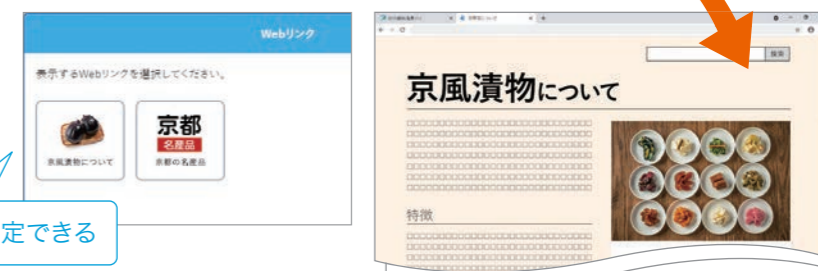 Webリンク
表示するWebリンクを選択してください。
京風漬物について
京都
名産品
京都の名産品
定できる
検索
京風漬物について
特徴